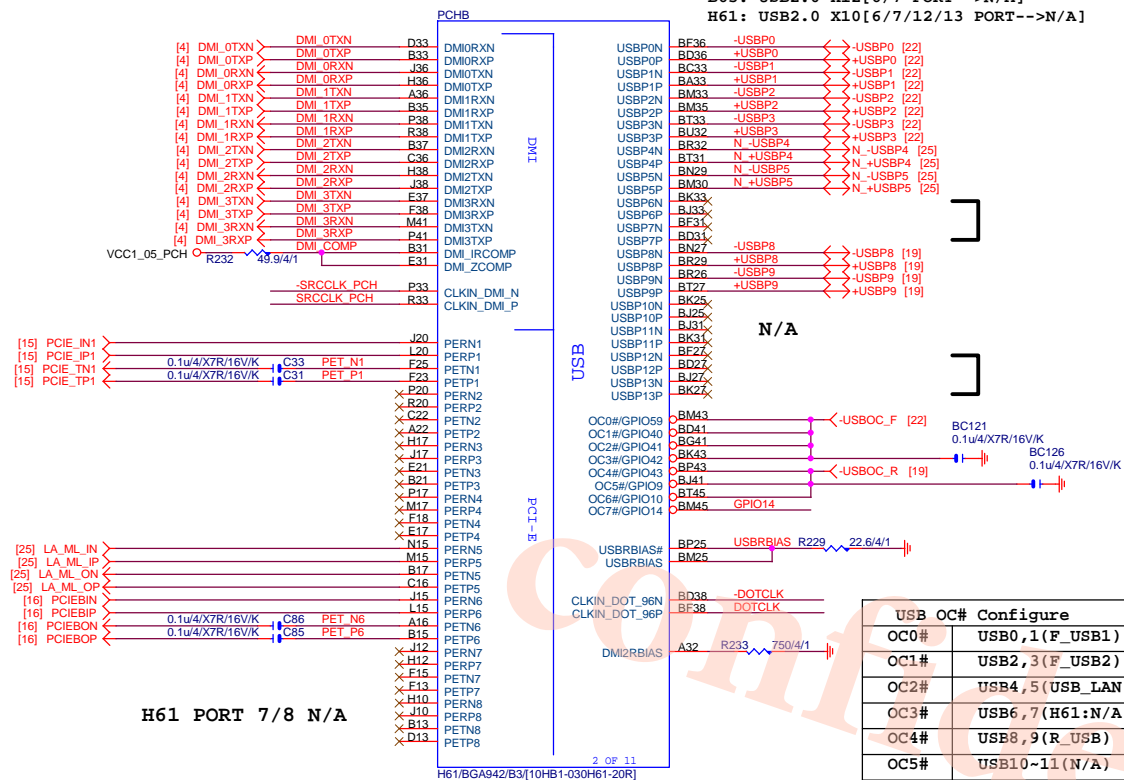 H61: USB2.0 X10[6/7/12/13 PORT-->N/A]
PCHB
[4] DMI_0TXN DMI_0TXN D33 DMI0RXN
[4] DMI_0TXP DMI_0TXP B33 DMI0RXP
[4] DMI_0RXN DMI_0RXN J36 DMI0TXN
[4] DMI_0RXP DMI_0RXP H36 DMI0TXP
[4] DMI_1TXN DMI_1TXN A36 DMI1RXN
[4] DMI_1TXP DMI_1TXP B35 DMI1RXP
[4] DMI_1RXN DMI_1RXN P38 DMI1TXN
[4] DMI_1RXP DMI_1RXP R38 DMI1TXP
[4] DMI_2TXN DMI_2TXN B37 DMI2RXN
[4] DMI_2TXP DMI_2TXP C36 DMI2RXP
[4] DMI_2RXN DMI_2RXN H38 DMI2TXN
[4] DMI_2RXP DMI_2RXP J38 DMI2TXP
[4] DMI_3TXN DMI_3TXN E37 DMI3RXN
[4] DMI_3TXP DMI_3TXP F38 DMI3RXP
[4] DMI_3RXN DMI_3RXN M41 DMI3TXN
[4] DMI_3RXP DMI_3RXP P41 DMI3TXP
VCC1_05_PCH R232 49.9/4/1 DMI_COMP B31 DMI_IRCOMP
E31 DMI_ZCOMP
-SRCCLK_PCH P33 CLKIN_DMI_N
SRCCLK_PCH R33 CLKIN_DMI_P
[15] PCIE_IN1 J20 PERN1
[15] PCIE_IP1 L20 PERP1
[15] PCIE_TN1 0.1u/4/X7R/16V/K C33 PET_N1 F25 PETN1
[15] PCIE_TP1 0.1u/4/X7R/16V/K C31 PET_P1 F23 PETP1
P20 PERN2
R20 PERP2
C22 PETN2
A22 PETP2
H17 PERN3
J17 PERP3
E21 PETN3
B21 PETP3
P17 PERN4
M17 PERP4
F18 PETN4
E17 PETP4
[25] LA_ML_IN N15 PERN5
[25] LA_ML_IP M15 PERP5
[25] LA_ML_ON B17 PETN5
[25] LA_ML_OP C16 PETP5
[16] PCIEBIN J15 PERN6
[16] PCIEBIP L15 PERP6
[16] PCIEBON 0.1u/4/X7R/16V/K C86 PET_N6 A16 PETN6
[16] PCIEBOP 0.1u/4/X7R/16V/K C85 PET_P6 B15 PETP6
J12 PERN7
H12 PERP7
F15 PETN7
F13 PETP7
H10 PERN8
J10 PERP8
B13 PETN8
D13 PETP8
H61 PORT 7/8 N/A
DMI
PCI-E
USB
USBP0N BF36 -USBP0 -USBP0 [22]
USBP0P BD36 +USBP0 +USBP0 [22]
USBP1N BC33 -USBP1 -USBP1 [22]
USBP1P BA33 +USBP1 +USBP1 [22]
USBP2N BM33 -USBP2 -USBP2 [22]
USBP2P BM35 +USBP2 +USBP2 [22]
USBP3N BT33 -USBP3 -USBP3 [22]
USBP3P BU32 +USBP3 +USBP3 [22]
USBP4N BR32 N_-USBP4 N_-USBP4 [25]
USBP4P BT31 N_+USBP4 N_+USBP4 [25]
USBP5N BN29 N_-USBP5 N_-USBP5 [25]
USBP5P BM30 N_+USBP5 N_+USBP5 [25]
USBP6N BK33
USBP6P BJ33
USBP7N BF31
USBP7P BD31
USBP8N BN27 -USBP8 -USBP8 [19]
USBP8P BR29 +USBP8 +USBP8 [19]
USBP9N BR26 -USBP9 -USBP9 [19]
USBP9P BT27 +USBP9 +USBP9 [19]
USBP10N BK25
USBP10P BJ25
USBP11N BJ31
USBP11P BK31
USBP12N BF27
USBP12P BD27
USBP13N BJ27
USBP13P BK27
N/A
OC0#/GPIO59 BM43 -USBOC_F [22]
OC1#/GPIO40 BD41
OC2#/GPIO41 BG41
OC3#/GPIO42 BK43
OC4#/GPIO43 BP43 -USBOC_R [19]
OC5#/GPIO9 BJ41
OC6#/GPIO10 BT45
OC7#/GPIO14 BM45 GPIO14
BC121
0.1u/4/X7R/16V/K
BC126
0.1u/4/X7R/16V/K
USBRBIAS# BP25 USBRBIAS R229 22.6/4/1
USBRBIAS BM25
CLKIN_DOT_96N BD38 -DOTCLK
CLKIN_DOT_96P BF38 DOTCLK
DMI2RBIAS A32 R233 750/4/1
2 OF 11
H61/BGA942/B3/[10HB1-030H61-20R]
USB OC# Configure
OC0# USB0,1(F_USB1)
OC1# USB2,3(F_USB2)
OC2# USB4,5(USB_LAN
OC3# USB6,7(H61:N/A
OC4# USB8,9(R_USB)
OC5# USB10~11(N/A)
confide